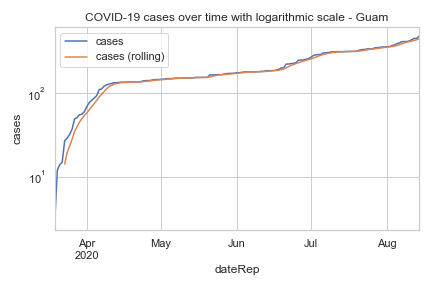 COVID-19 cases over time with logarithmic scale - Guam
cases
cases (rolling)
10²
10¹
cases
Apr
2020
May
Jun
Jul
Aug
dateRep